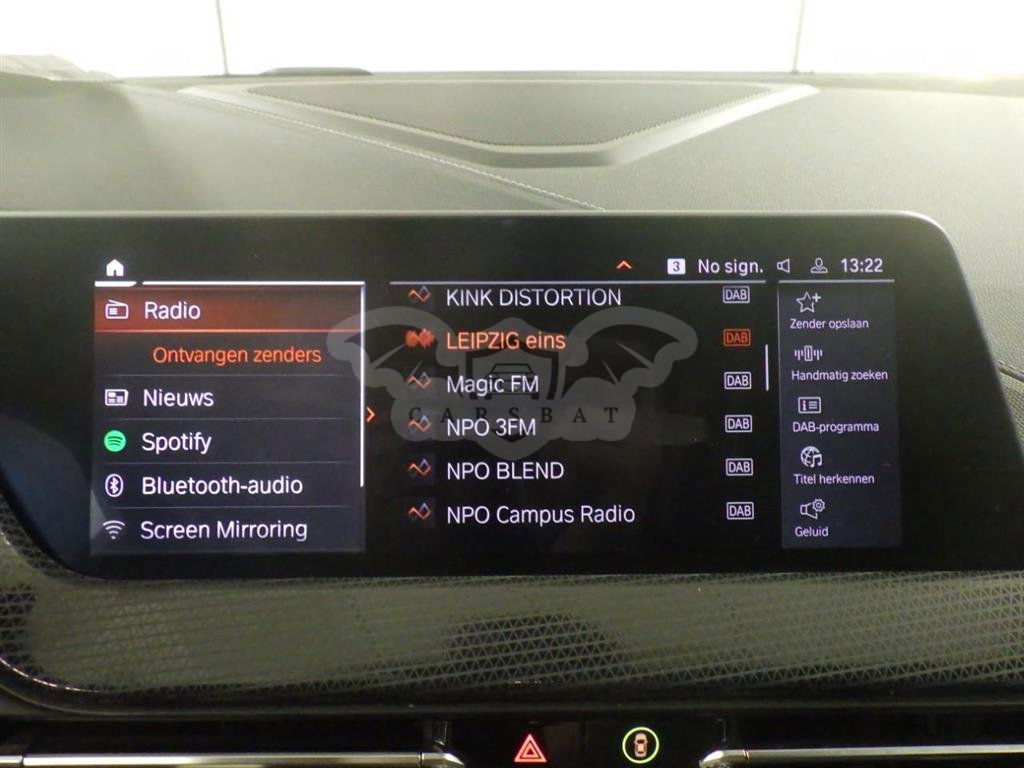 3 No sign. 13:22
Radio
Ontvangen zenders
Nieuws
Spotify
Bluetooth-audio
Screen Mirroring
KINK DISTORTION DAB
LEIPZIG eins DAB
Magic FM DAB
NPO 3FM DAB
NPO BLEND DAB
NPO Campus Radio DAB
Zender opslaan
Handmatig zoeken
DAB-programma
Titel herkennen
Geluid
CARSBAT